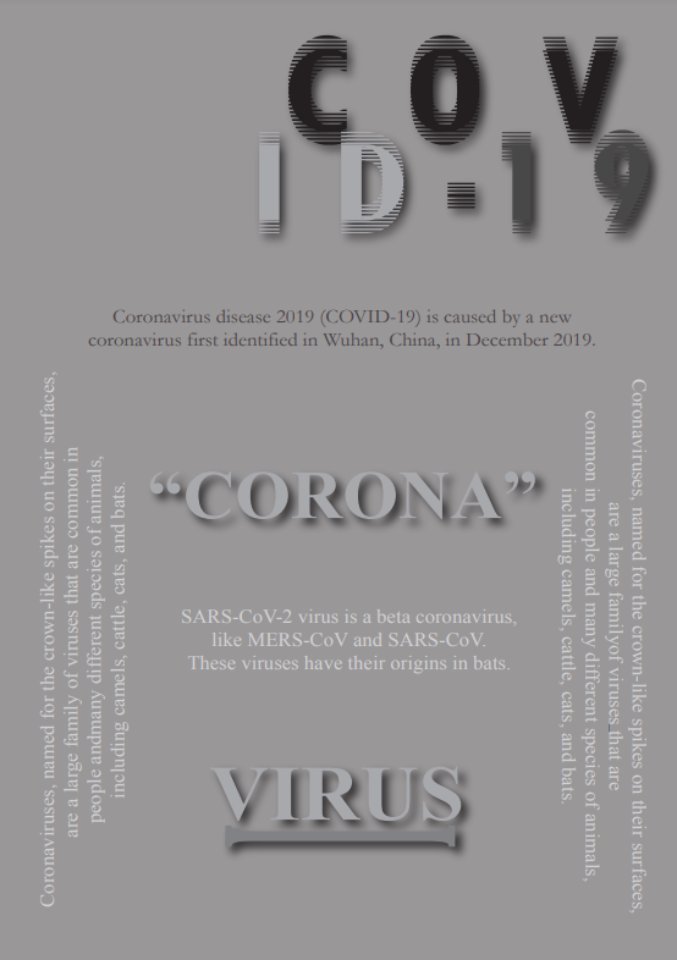 COV
ID-19
Coronavirus disease 2019 (COVID-19) is caused by a new
coronavirus first identified in Wuhan, China, in December 2019.
Coronaviruses, named for the crown-like spikes on their surfaces,
are a large family of viruses that are common in
people andmany different species of animals,
including camels, cattle, cats, and bats.
“CORONA”
SARS-CoV-2 virus is a beta coronavirus,
like MERS-CoV and SARS-CoV.
These viruses have their origins in bats.
VIRUS
Coronaviruses, named for the crown-like spikes on their surfaces,
are a large familyof viruses that are
common in people and many different species of animals,
including camels, cattle, cats, and bats.